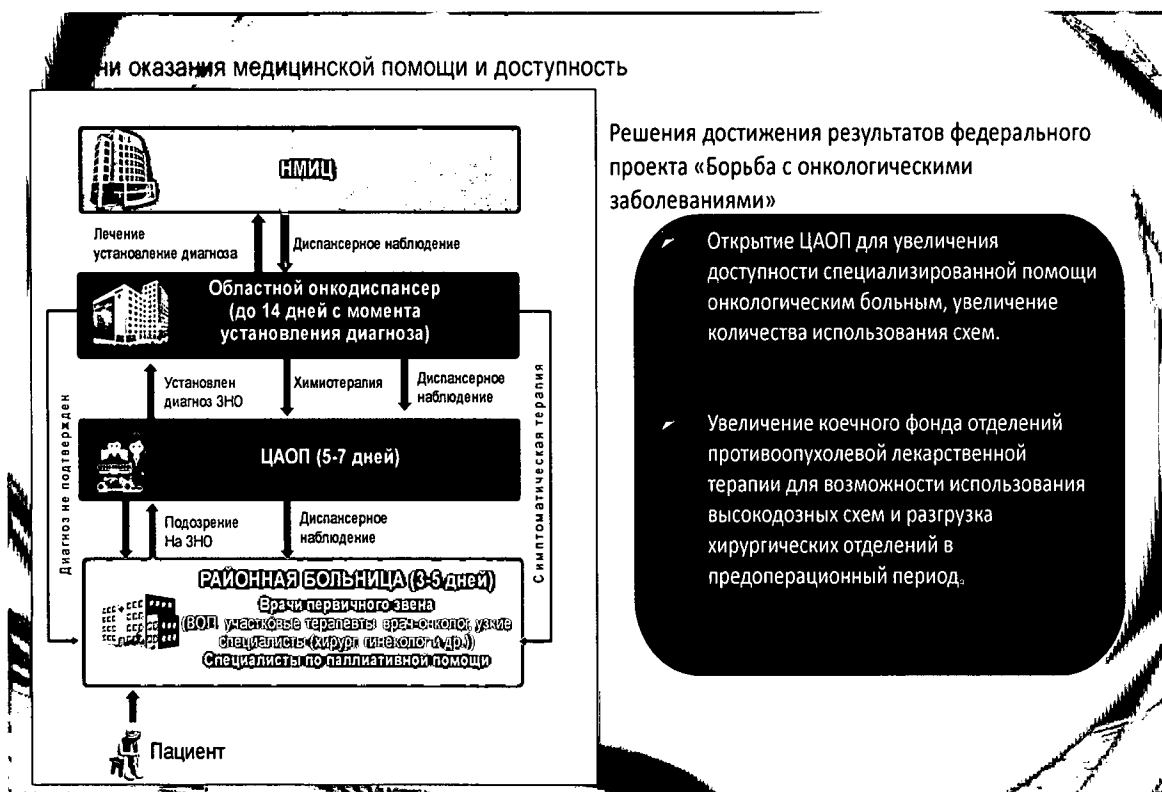 ни оказания медицинской помощи и доступность
НМИЦ
Лечение
установление диагноза
Диспансерное наблюдение
Областной онкодиспансер
(до 14 дней с момента
установления диагноза)
Установлен
диагноз ЗНО
Химиотерапия
Диспансерное
наблюдение
Диагноз не подтвержден
Симптоматическая терапия
ЦАОП (5-7 дней)
Подозрение
На ЗНО
Диспансерное
наблюдение
РАЙОННАЯ БОЛЬНИЦА (3-5 дней)
Врачи первичного звена
(ВОП, участковые терапевты, врач-онколог, узкие
специалисты (хирург, гинеколог и др.))
Специалисты по паллиативной помощи
Пациент
Решения достижения результатов федерального
проекта «Борьба с онкологическими
заболеваниями»
Открытие ЦАОП для увеличения
доступности специализированной помощи
онкологическим больным, увеличение
количества использования схем.
Увеличение коечного фонда отделений
противоопухолевой лекарственной
терапии для возможности использования
высокодозных схем и разгрузка
хирургических отделений в
предоперационный период.